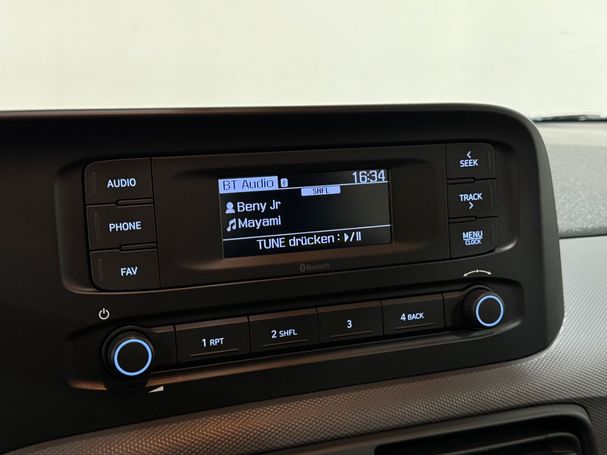 AUDIO
PHONE
FAV
BT Audio
16:34
SHFL
Beny Jr
Mayami
TUNE drücken : ▶/II
Bluetooth
< SEEK
TRACK >
MENU
CLOCK
1 RPT
2 SHFL
3
4 BACK